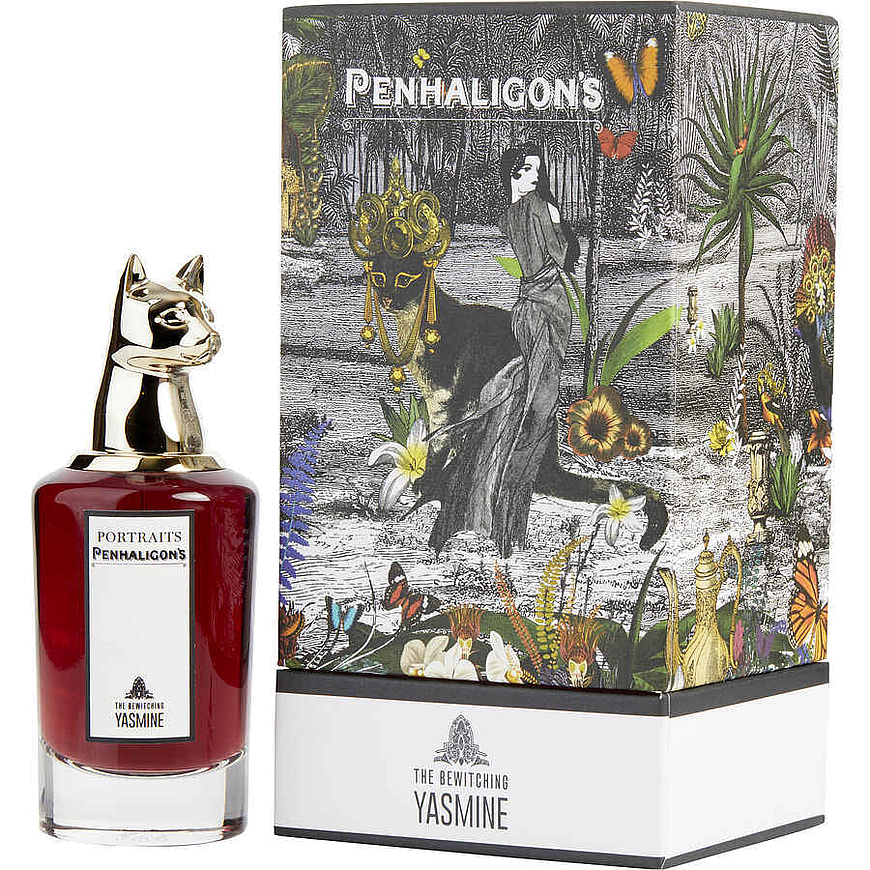 PENHALIGON'S
PORTRAITS
PENHALIGON'S
THE BEWITCHING
YASMINE
THE BEWITCHING
YASMINE